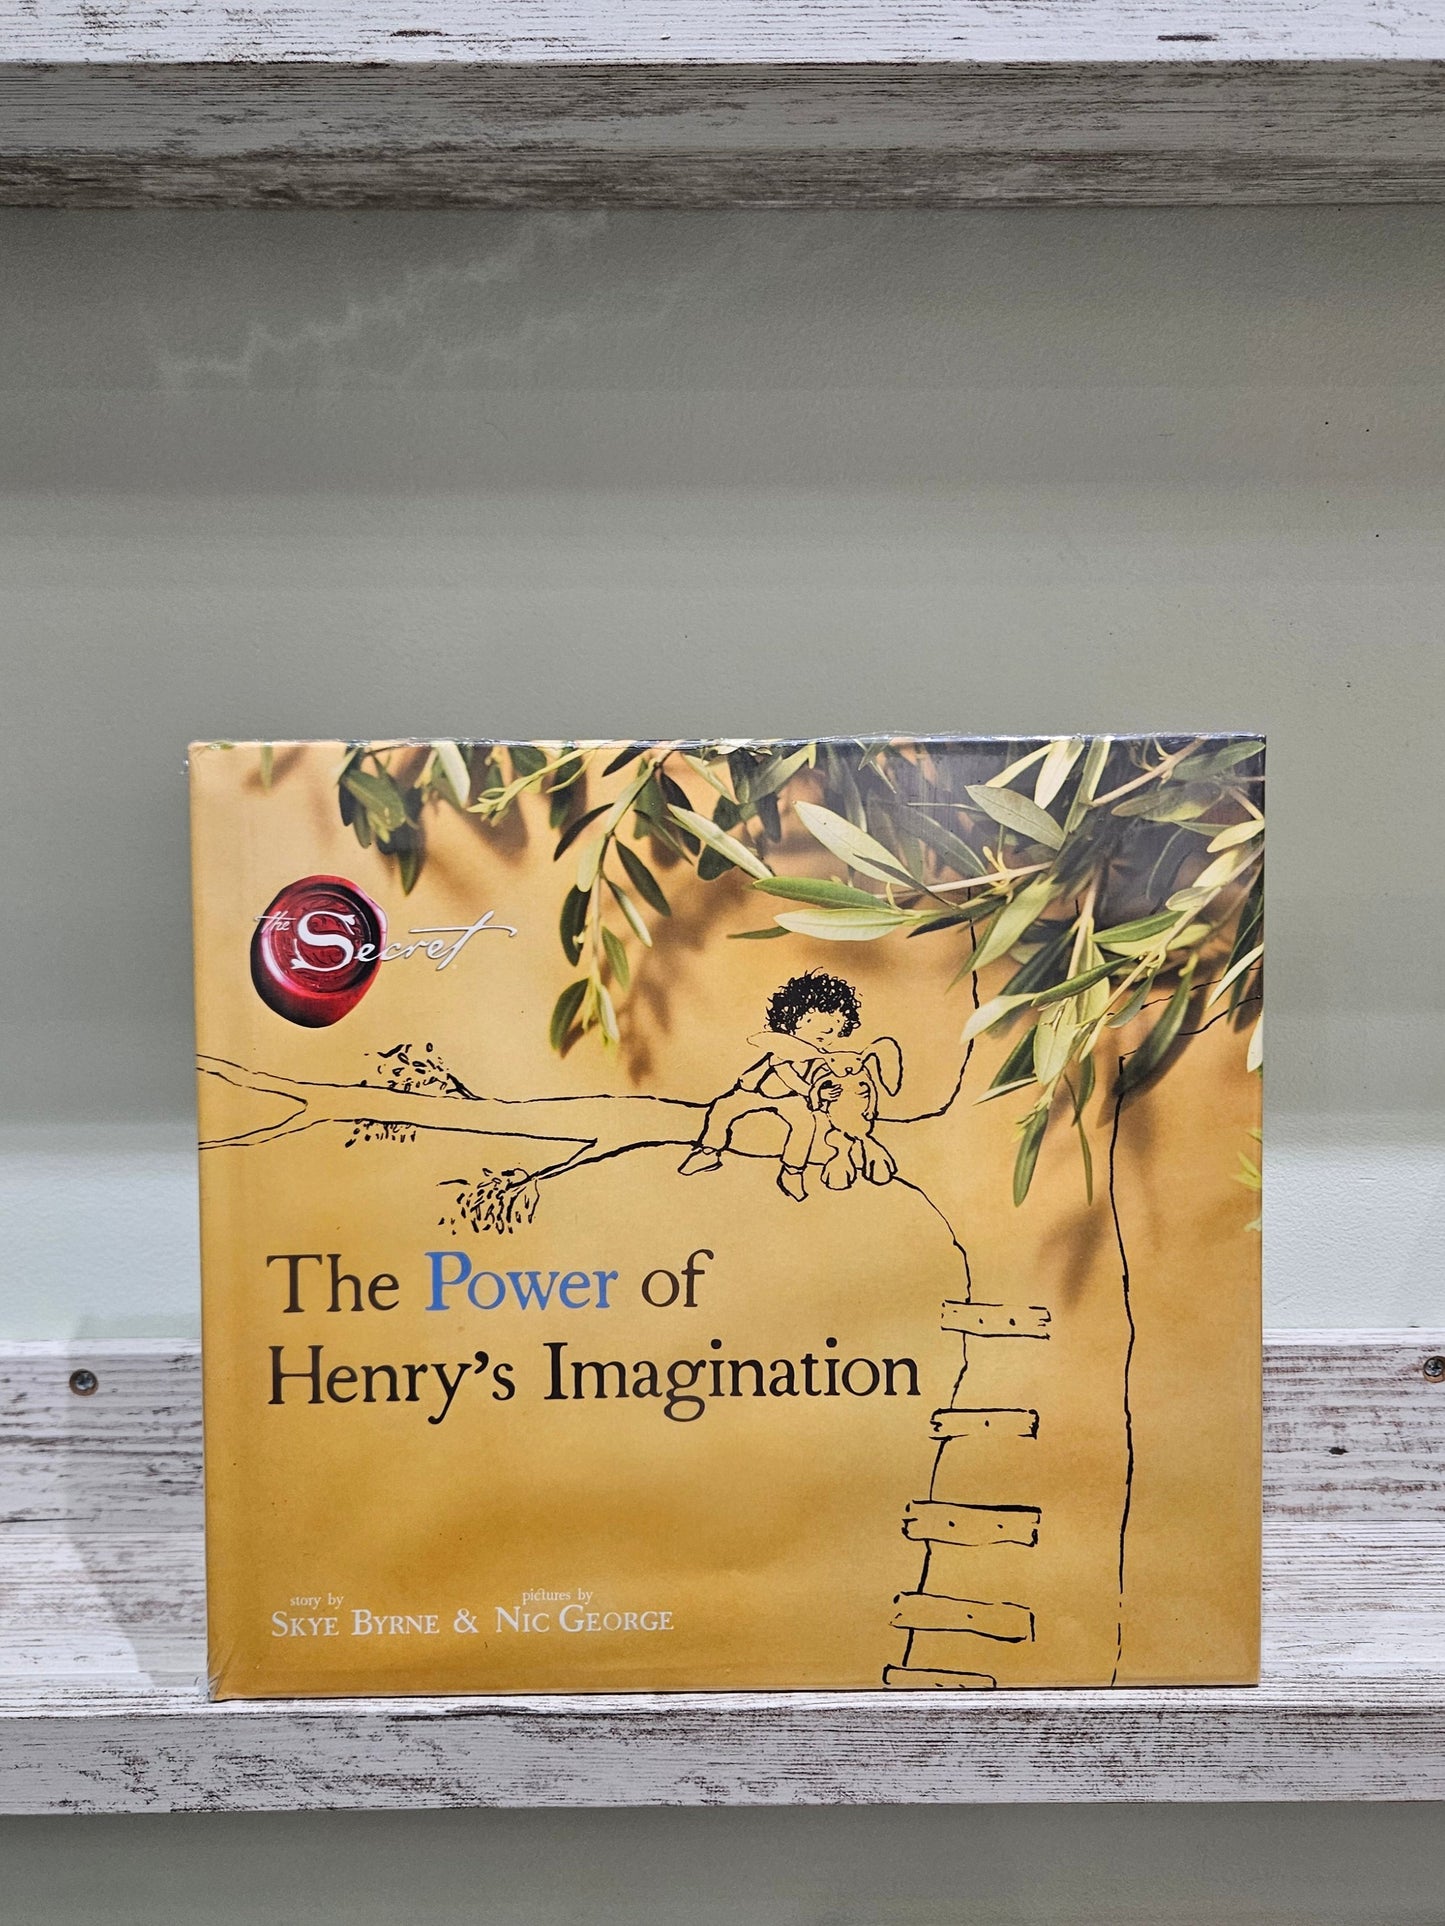 the Secret
The Power of
Henry's Imagination
story by pictures by
SKYE BYRNE & NIC GEORGE